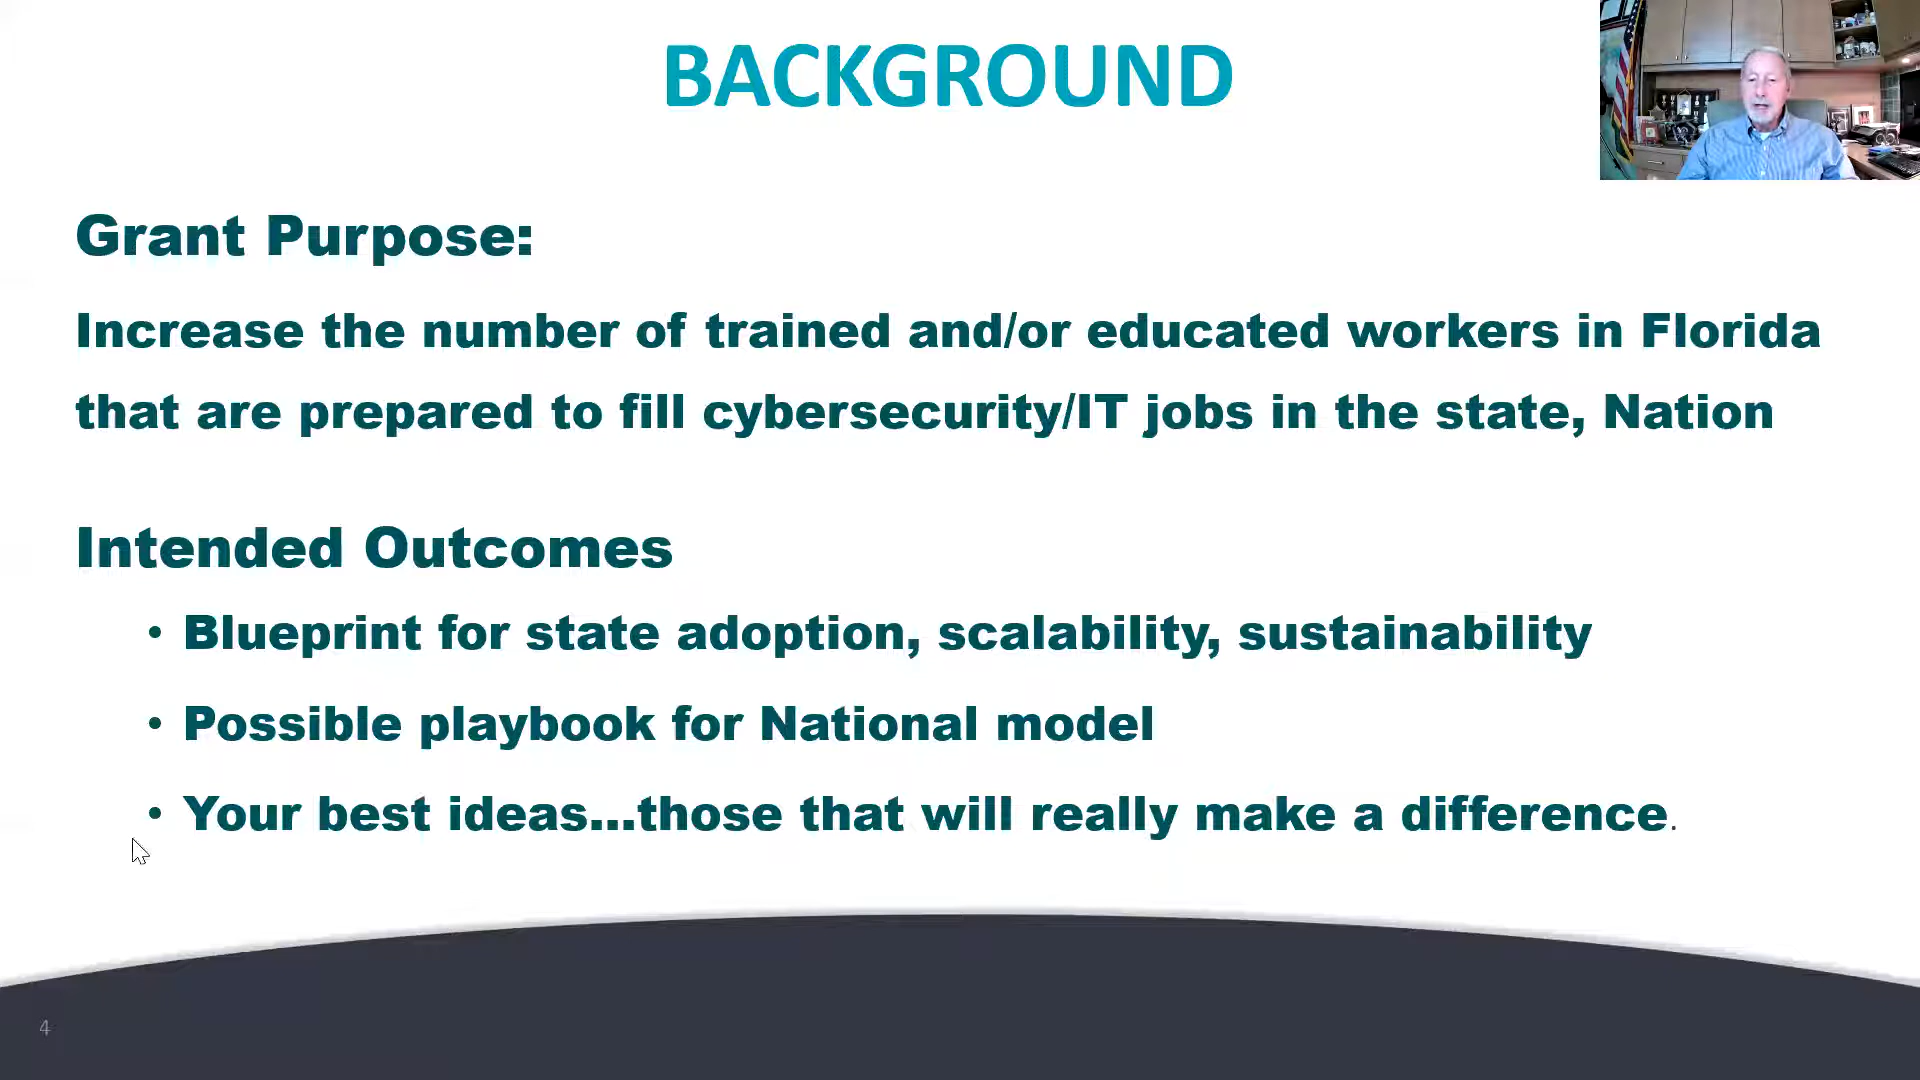 BACKGROUND
Grant Purpose:
Increase the number of trained and/or educated workers in Florida
that are prepared to fill cybersecurity/IT jobs in the state, Nation
Intended Outcomes
• Blueprint for state adoption, scalability, sustainability
• Possible playbook for National model
• Your best ideas...those that will really make a difference.
4